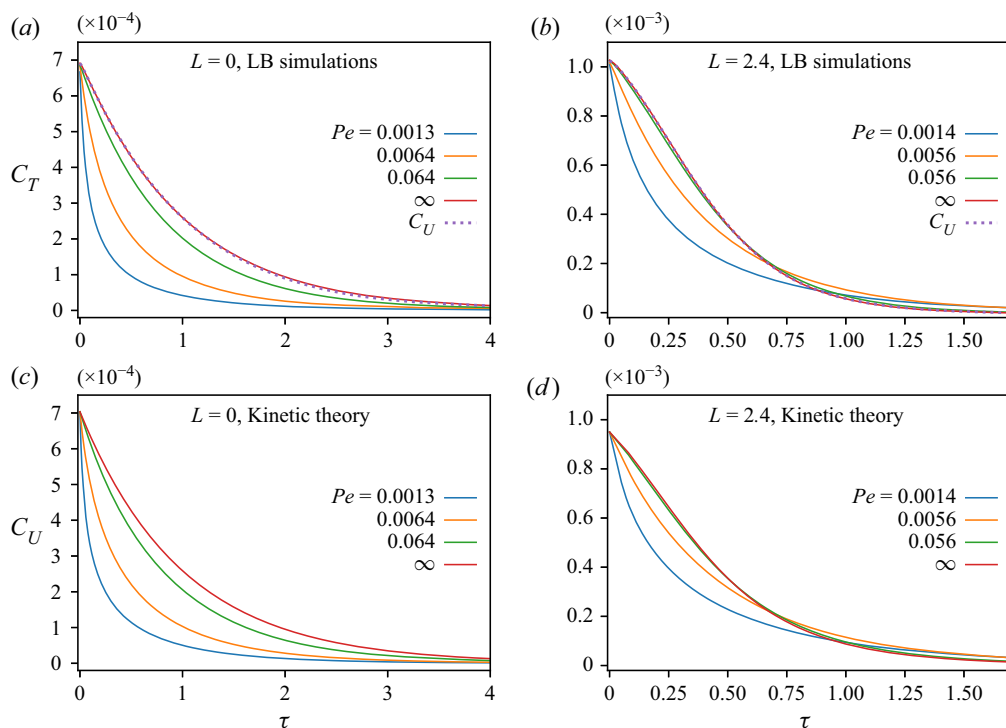 (a) (×10⁻⁴)
L = 0, LB simulations
7
6
5
4
3
2
1
0
C_T
Pe = 0.0013
0.0064
0.064
∞
C_U
0 1 2 3 4
(b) (×10⁻³)
L = 2.4, LB simulations
1.0
0.8
0.6
0.4
0.2
0
Pe = 0.0014
0.0056
0.056
∞
C_U
0 0.25 0.50 0.75 1.00 1.25 1.50
(c) (×10⁻⁴)
L = 0, Kinetic theory
7
6
5
4
3
2
1
0
C_U
Pe = 0.0013
0.0064
0.064
∞
0 1 2 3 4
τ
(d) (×10⁻³)
L = 2.4, Kinetic theory
1.0
0.8
0.6
0.4
0.2
0
Pe = 0.0014
0.0056
0.056
∞
0 0.25 0.50 0.75 1.00 1.25 1.50
τ